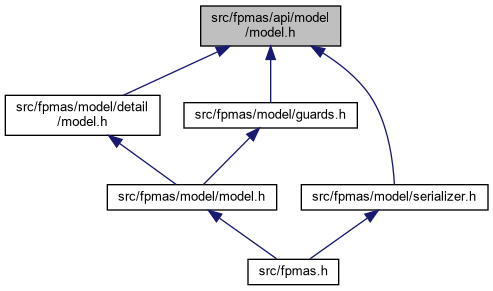 src/fpmas/api/model
/model.h
src/fpmas/model/detail
/model.h
src/fpmas/model/guards.h
src/fpmas/model/model.h
src/fpmas/model/serializer.h
src/fpmas.h